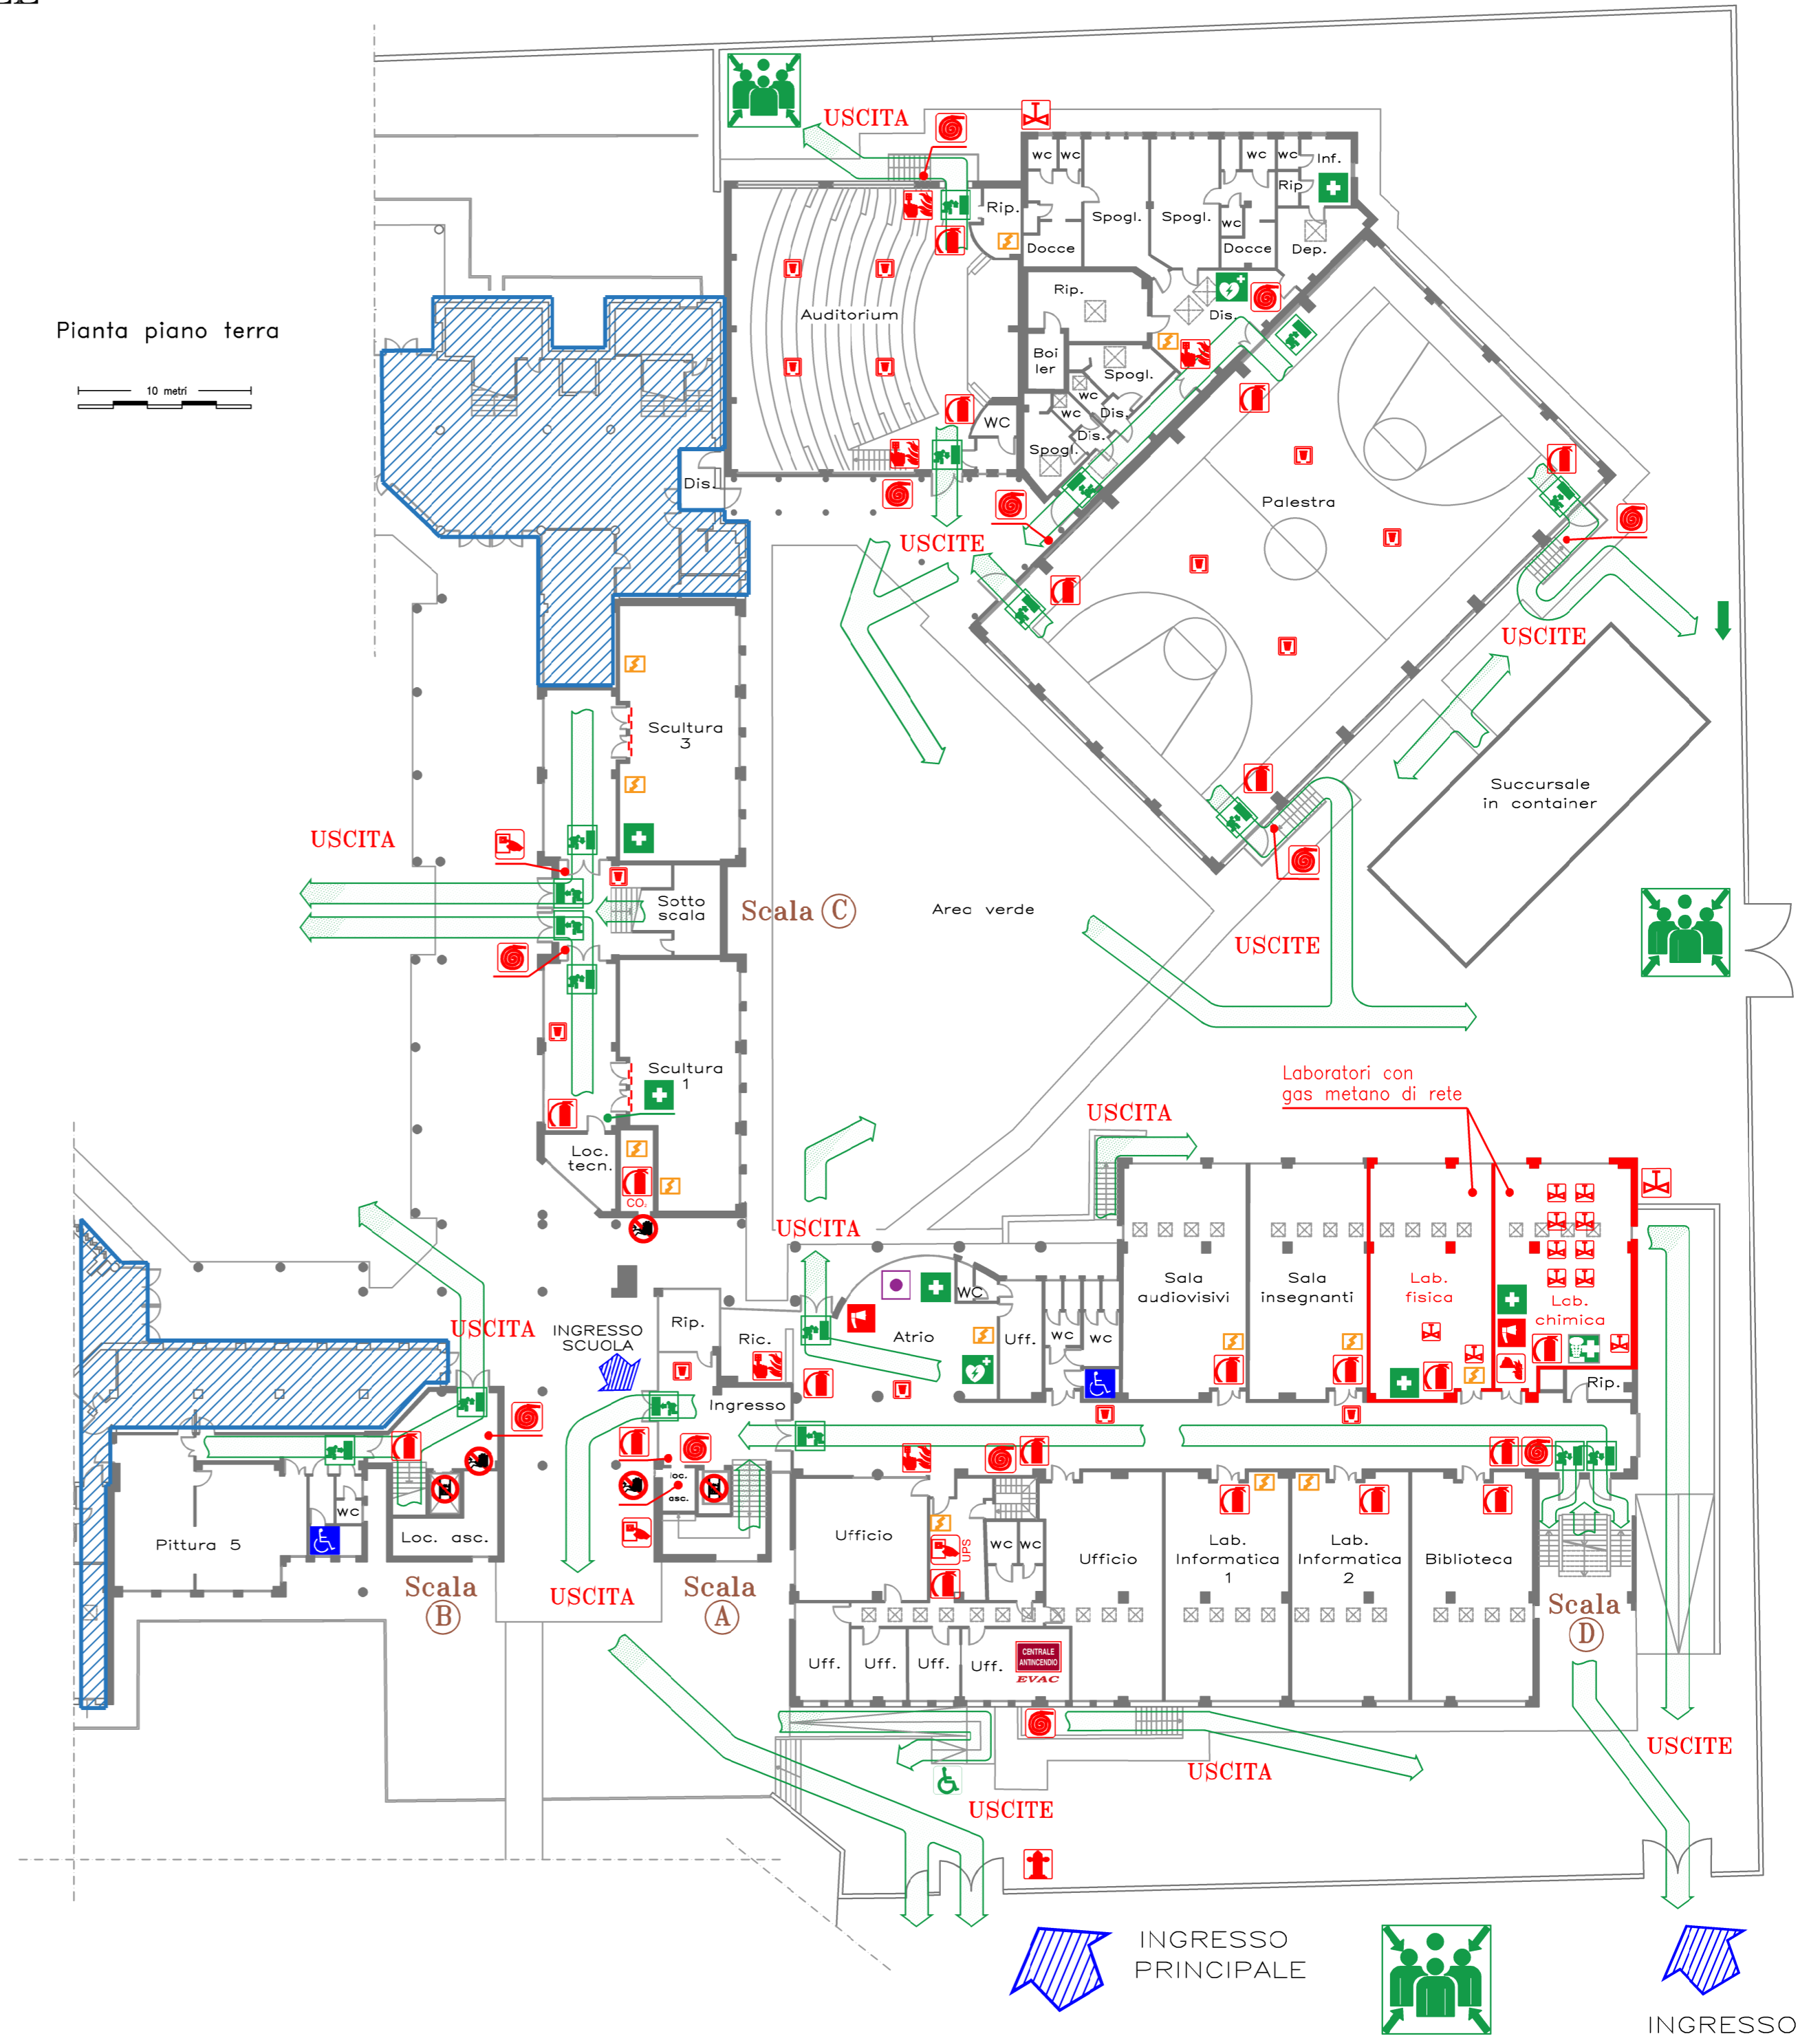 USCITA
WC
WC
WC
WC
Inf.
Rip
Rip.
Spogl.
Spogl.
WC
Docce
Docce
Dep.
Pianta piano terra
10 metri
Auditorium
Rip.
Dis.
Boi
ler
Spogl.
WC
WC
Dis.
WC
Dis.
Spogl.
Dis.
Palestra
USCITE
USCITE
Scultura
3
Succursale
in container
USCITA
Sotto
scala
Scala C
Area verde
USCITE
Scultura
1
Laboratori con
gas metano di rete
USCITA
Loc.
tecn.
CO2
USCITA
Sala
audiovisivi
Sala
insegnanti
Lab.
fisica
Lab.
chimica
WC
USCITA
INGRESSO
SCUOLA
Rip.
Ric.
Atrio
Uff.
WC
WC
Rip.
Ingresso
loc.
asc.
WC
Pittura 5
Loc. asc.
Ufficio
UPS
WC
WC
Ufficio
Lab.
Informatica
1
Lab.
Informatica
2
Biblioteca
Scala
B
USCITA
Scala
A
Scala
D
Uff.
Uff.
Uff.
Uff.
CENTRALE
ANTINCENDIO
EVAC
USCITE
USCITA
USCITE
INGRESSO
PRINCIPALE
INGRESSO